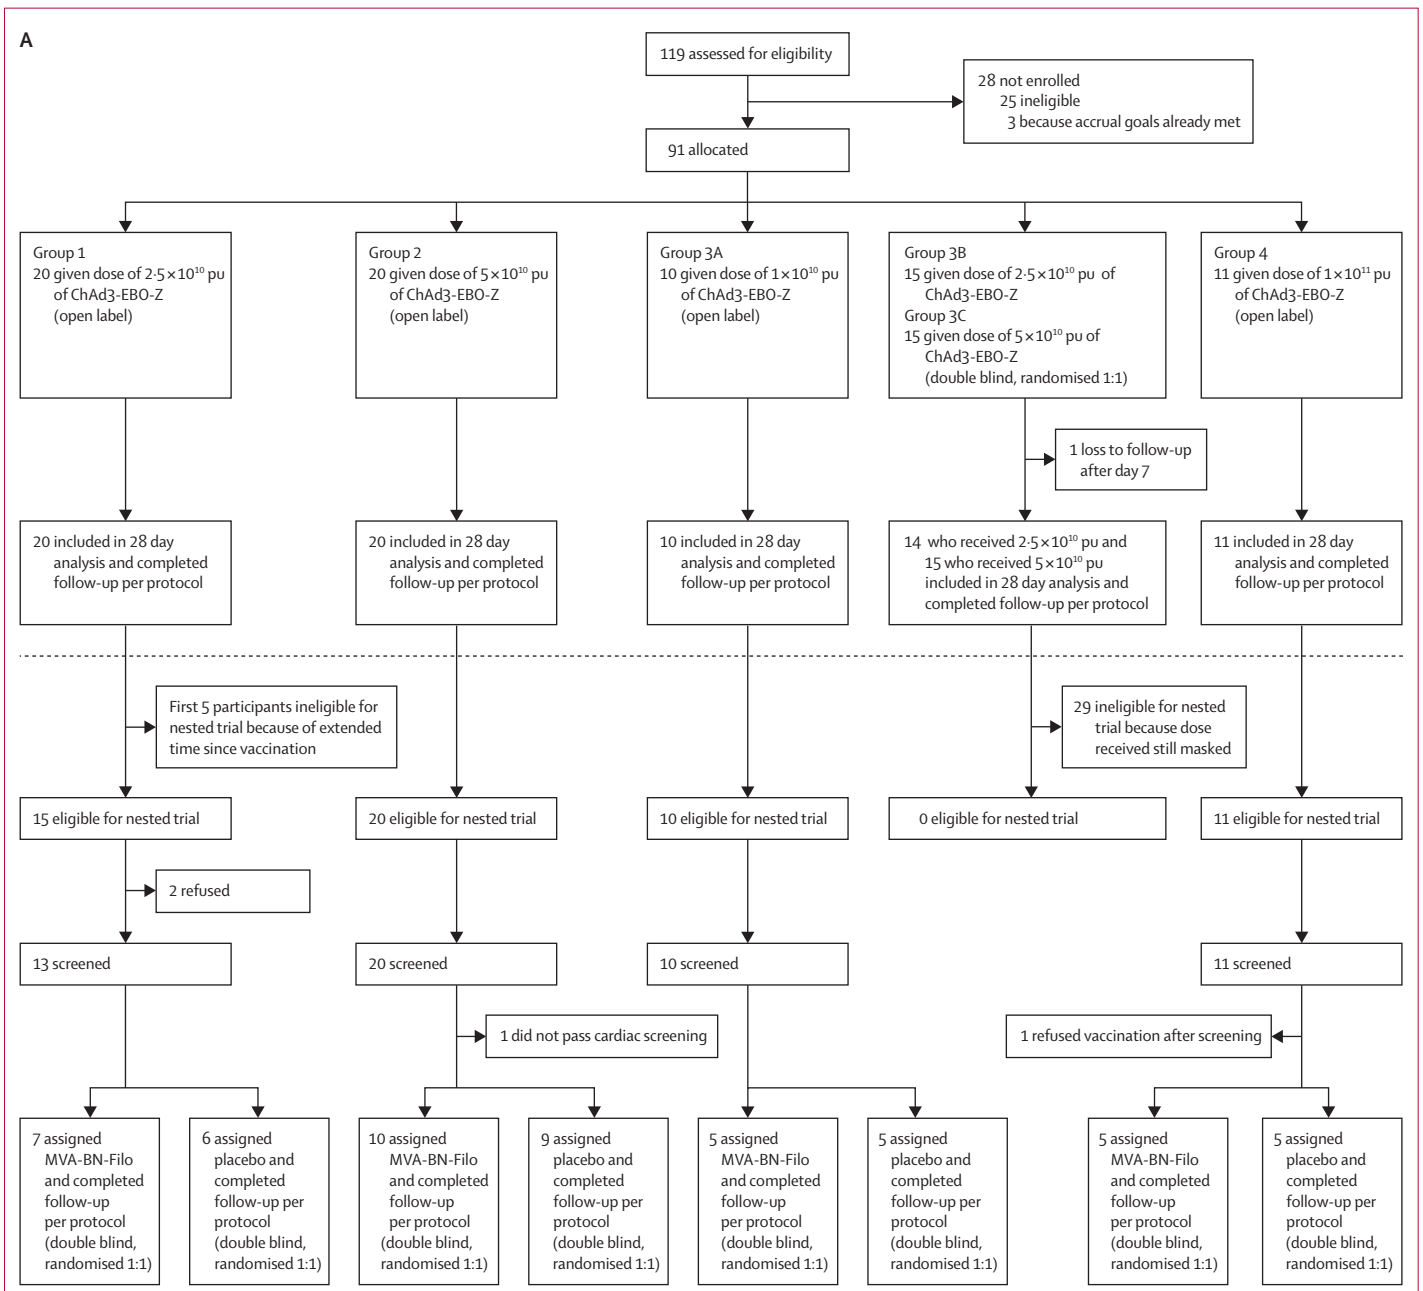 A
119 assessed for eligibility
28 not enrolled
25 ineligible
3 because accrual goals already met
91 allocated
Group 1
20 given dose of 2·5×10¹⁰ pu
of ChAd3-EBO-Z
(open label)
Group 2
20 given dose of 5×10¹⁰ pu
of ChAd3-EBO-Z
(open label)
Group 3A
10 given dose of 1×10¹⁰ pu
of ChAd3-EBO-Z
(open label)
Group 3B
15 given dose of 2·5×10¹⁰ pu of
ChAd3-EBO-Z
Group 3C
15 given dose of 5×10¹⁰ pu of
ChAd3-EBO-Z
(double blind, randomised 1:1)
Group 4
11 given dose of 1×10¹¹ pu
of ChAd3-EBO-Z
(open label)
1 loss to follow-up
after day 7
20 included in 28 day
analysis and completed
follow-up per protocol
20 included in 28 day
analysis and completed
follow-up per protocol
10 included in 28 day
analysis and completed
follow-up per protocol
14 who received 2·5×10¹⁰ pu and
15 who received 5×10¹⁰ pu
included in 28 day analysis and
completed follow-up per protocol
11 included in 28 day
analysis and completed
follow-up per protocol
First 5 participants ineligible for
nested trial because of extended
time since vaccination
29 ineligible for nested
trial because dose
received still masked
15 eligible for nested trial
20 eligible for nested trial
10 eligible for nested trial
0 eligible for nested trial
11 eligible for nested trial
2 refused
13 screened
20 screened
10 screened
11 screened
1 did not pass cardiac screening
1 refused vaccination after screening
7 assigned
MVA-BN-Filo
and completed
follow-up
per protocol
(double blind,
randomised 1:1)
6 assigned
placebo and
completed
follow-up per
protocol
(double blind,
randomised 1:1)
10 assigned
MVA-BN-Filo
and completed
follow-up
per protocol
(double blind,
randomised 1:1)
9 assigned
placebo and
completed
follow-up per
protocol
(double blind,
randomised 1:1)
5 assigned
MVA-BN-Filo
and completed
follow-up
per protocol
(double blind,
randomised 1:1)
5 assigned
placebo and
completed
follow-up per
protocol
(double blind,
randomised 1:1)
5 assigned
MVA-BN-Filo
and completed
follow-up
per protocol
(double blind,
randomised 1:1)
5 assigned
placebo and
completed
follow-up per
protocol
(double blind,
randomised 1:1)